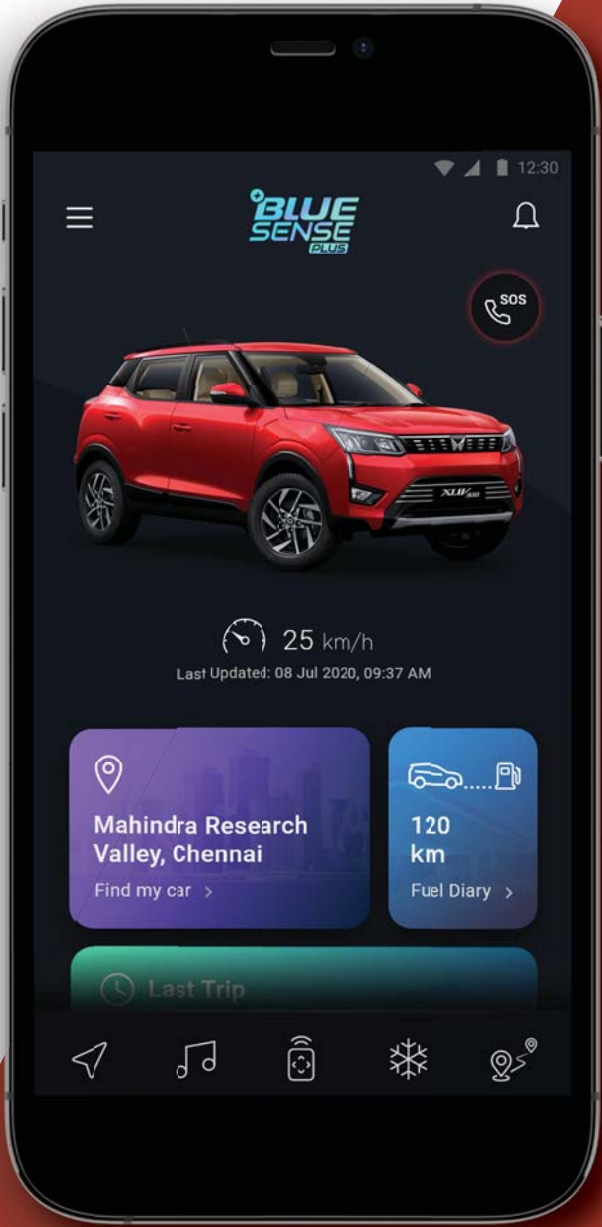 12:30
BLUE
SENSE
PLUS
SOS
XUV300
25 km/h
Last Updated: 08 Jul 2020, 09:37 AM
Mahindra Research
Valley, Chennai
Find my car >
120
km
Fuel Diary >
Last Trip